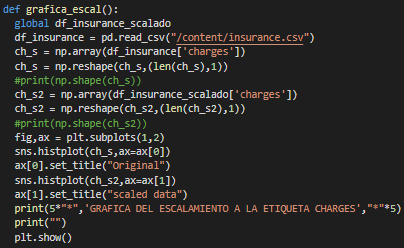 def grafica_escal():
  global df_insurance_scalado
  df_insurance = pd.read_csv("/content/insurance.csv")
  ch_s = np.array(df_insurance['charges'])
  ch_s = np.reshape(ch_s,(len(ch_s),1))
  #print(np.shape(ch_s))
  ch_s2 = np.array(df_insurance_scalado['charges'])
  ch_s2 = np.reshape(ch_s2,(len(ch_s2),1))
  #print(np.shape(ch_s2))
  fig,ax = plt.subplots(1,2)
  sns.histplot(ch_s,ax=ax[0])
  ax[0].set_title("Original")
  sns.histplot(ch_s2,ax=ax[1])
  ax[1].set_title("scaled data")
  print(5*"*",'GRAFICA DEL ESCALAMIENTO A LA ETIQUETA CHARGES',"*"*5)
  print("")
  plt.show()